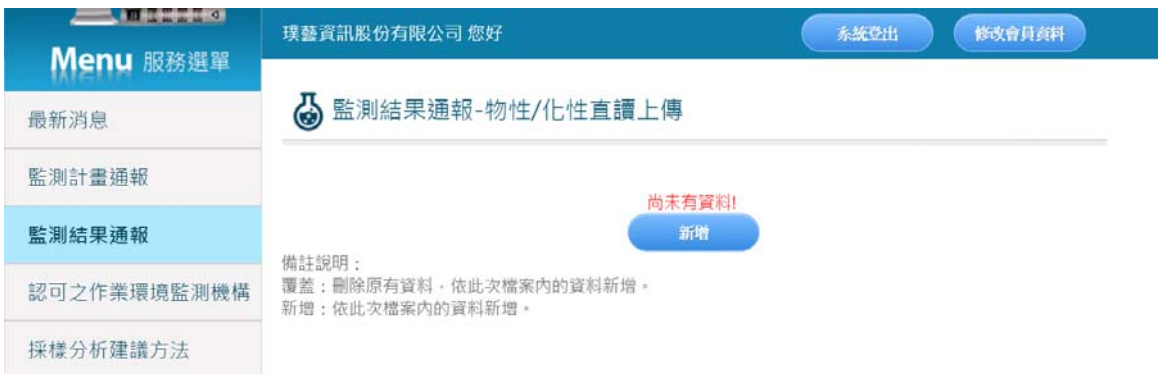 Menu 服務選單
最新消息
監測計畫通報
監測結果通報
認可之作業環境監測機構
採樣分析建議方法
璞藝資訊股份有限公司 您好
系統登出
修改會員資料
監測結果通報-物性/化性直讀上傳
尚未有資料!
新增
備註說明：
覆蓋：刪除原有資料，依此次檔案內的資料新增。
新增：依此次檔案內的資料新增。